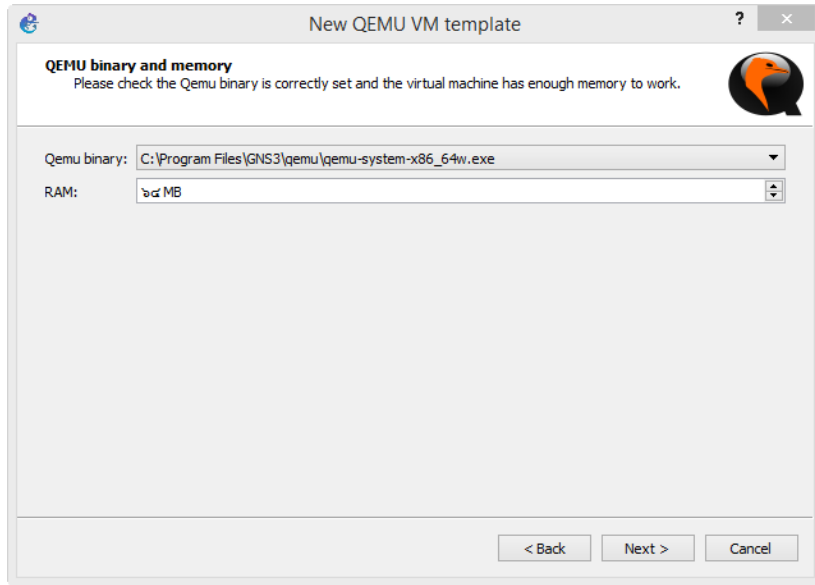 New QEMU VM template
?
QEMU binary and memory
Please check the Qemu binary is correctly set and the virtual machine has enough memory to work.
Qemu binary: C:\Program Files\GNS3\qemu\qemu-system-x86_64w.exe
RAM: ๖๔ MB
< Back Next > Cancel